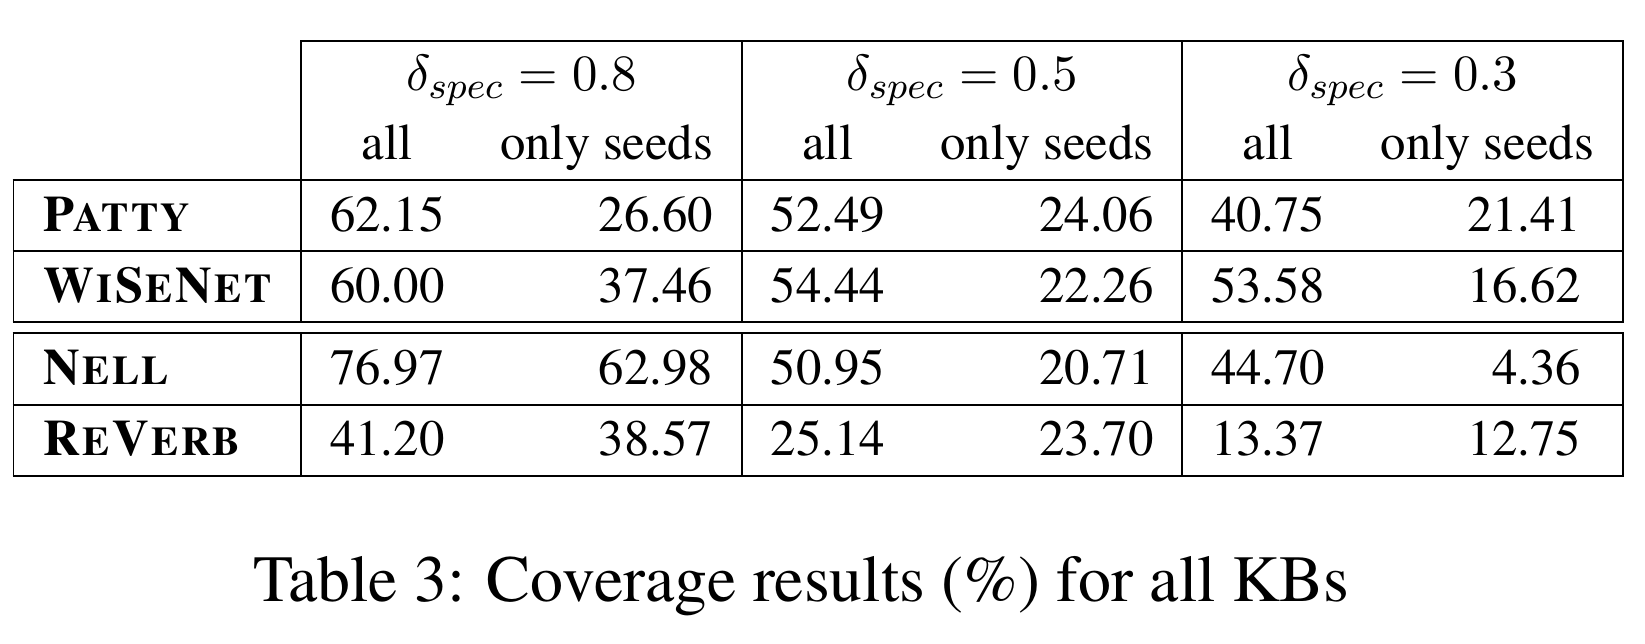 δspec = 0.8 δspec = 0.5 δspec = 0.3
all only seeds all only seeds all only seeds
PATTY 62.15 26.60 52.49 24.06 40.75 21.41
WISENET 60.00 37.46 54.44 22.26 53.58 16.62
NELL 76.97 62.98 50.95 20.71 44.70 4.36
REVERB 41.20 38.57 25.14 23.70 13.37 12.75
Table 3: Coverage results (%) for all KBs